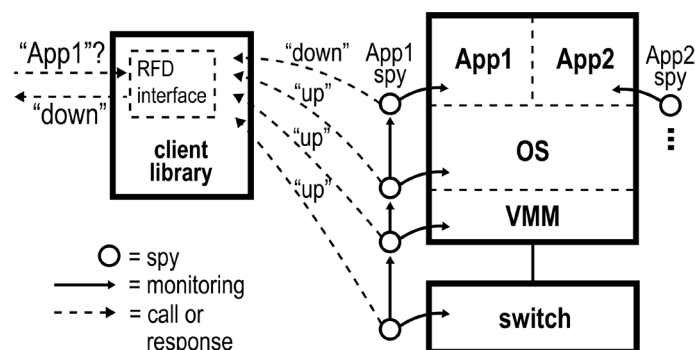 “App1”?
“down”
RFD
interface
client
library
“down”
“up”
“up”
“up”
App1
spy
App1
App2
App2
spy
OS
VMM
switch
= spy
= monitoring
= call or
response